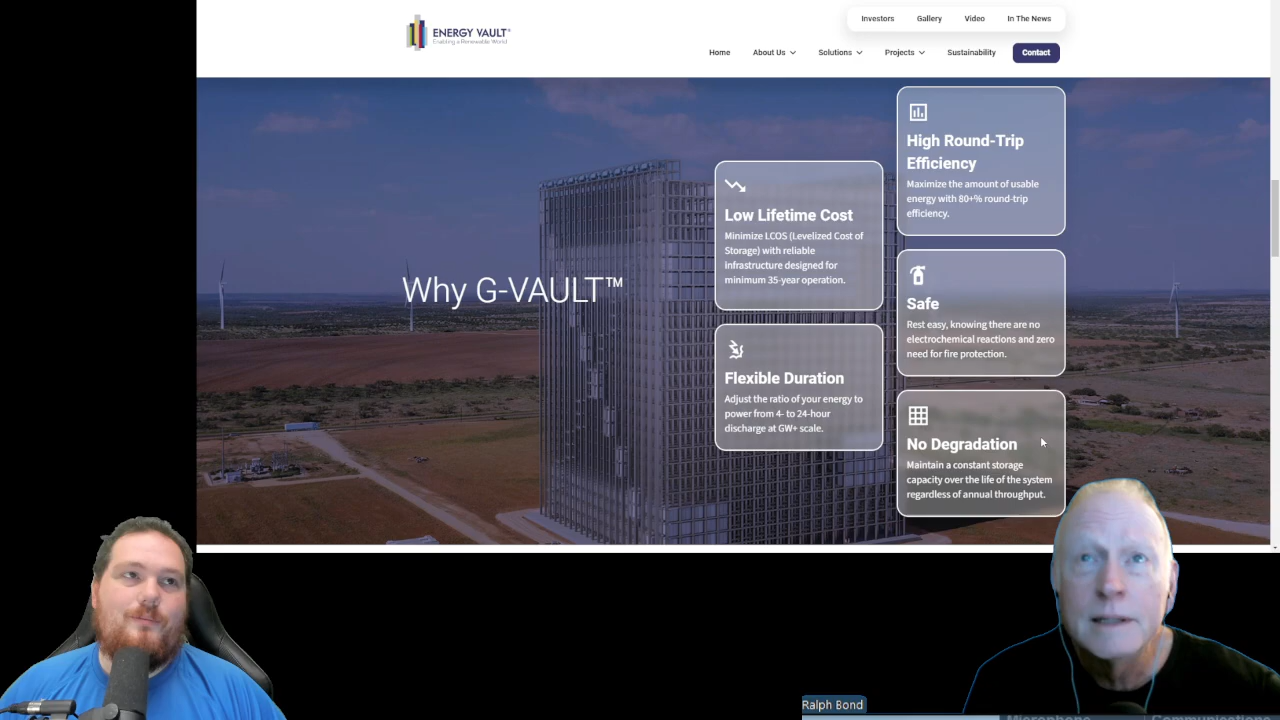 Investors Gallery Video In The News
ENERGY VAULT®
Enabling a Renewable World
Home About Us Solutions Projects Sustainability Contact
Why G-VAULT™
Low Lifetime Cost
Minimize LCOS (Levelized Cost of
Storage) with reliable
infrastructure designed for
minimum 35-year operation.
Flexible Duration
Adjust the ratio of your energy to
power from 4- to 24-hour
discharge at GW+ scale.
High Round-Trip
Efficiency
Maximize the amount of usable
energy with 80+% round-trip
efficiency.
Safe
Rest easy, knowing there are no
electrochemical reactions and zero
need for fire protection.
No Degradation
Maintain a constant storage
capacity over the life of the system
regardless of annual throughput.
Ralph Bond